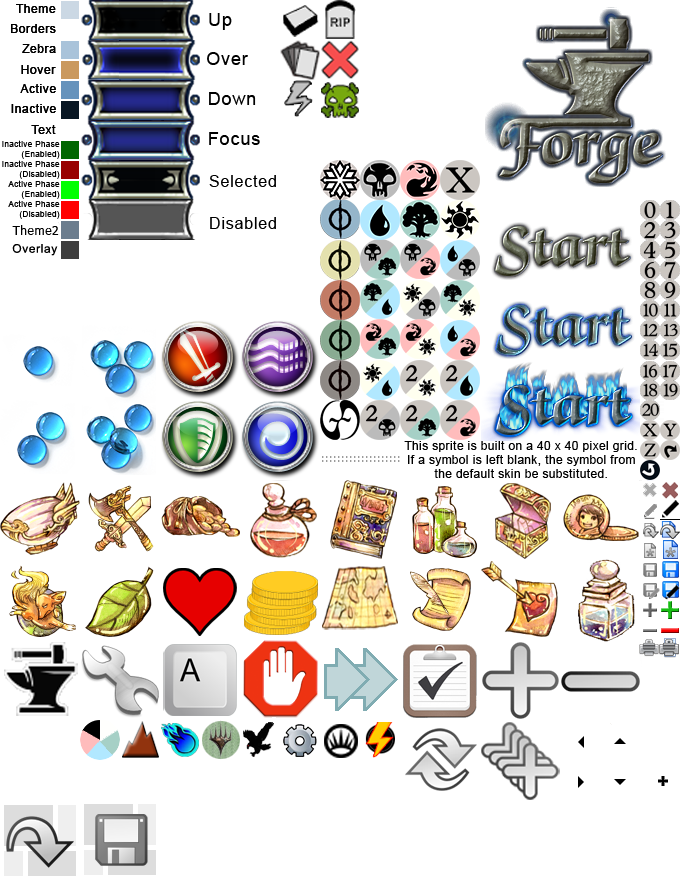 Theme
Borders
Zebra
Hover
Active
Inactive
Text
Inactive Phase
(Enabled)
Inactive Phase
(Disabled)
Active Phase
(Enabled)
Active Phase
(Disabled)
Theme2
Overlay
Up
Over
Down
Focus
Selected
Disabled
RIP
Forge
X
Start
Start
Start
0 1
2 3
4 5
6 7
8 9
10 11
12 13
14 15
16 17
18 19
20
X Y
Z
2
2
2
2 2 2
This sprite is built on a 40 x 40 pixel grid.
If a symbol is left blank, the symbol from
the default skin be substituted.
A